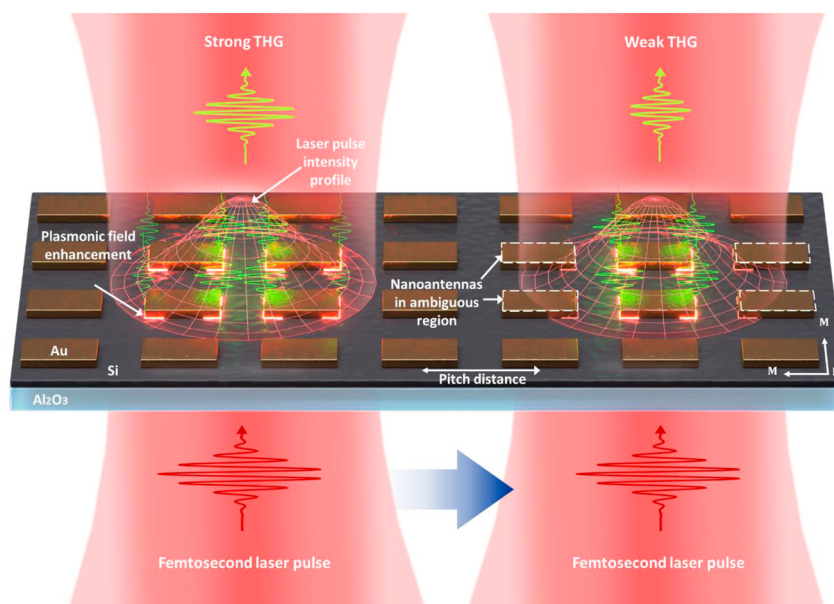 Strong THG
Weak THG
Laser pulse
intensity
profile
Plasmonic field
enhancement
Nanoantennas
in ambiguous
region
M
Au
Si
M
Pitch distance
Al₂O₃
Femtosecond laser pulse
Femtosecond laser pulse